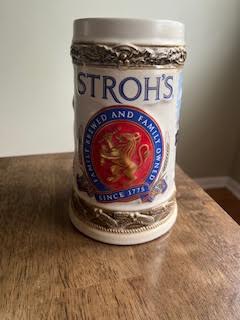 STROH'S
FAMILY BREWED AND FAMILY OWNED
SINCE 1775